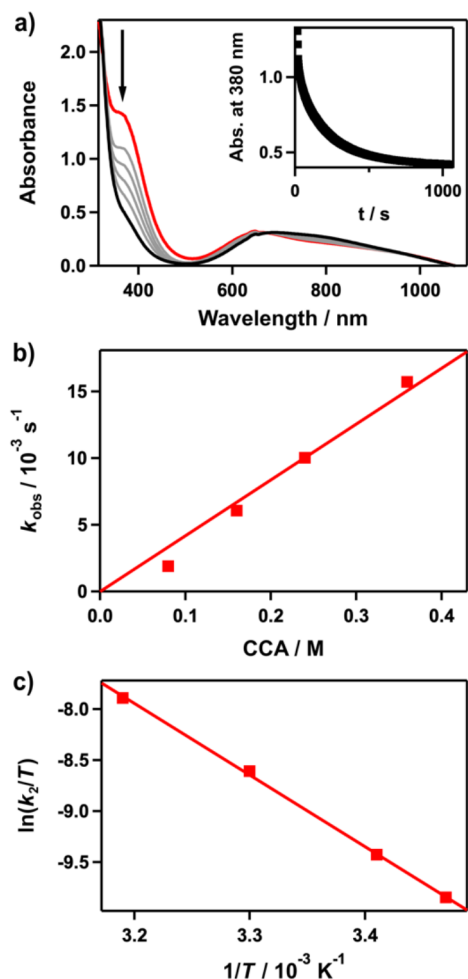 a)
2.0
1.5
1.0
0.5
0.0
Absorbance
400 600 800 1000
Wavelength / nm
Abs. at 380 nm
1.0
0.5
0 1000
t / s
b)
15
10
5
0
k_obs / 10⁻³ s⁻¹
0.0 0.1 0.2 0.3 0.4
CCA / M
c)
-8.0
-8.5
-9.0
-9.5
ln(k₂/T)
3.2 3.3 3.4
1/T / 10⁻³ K⁻¹